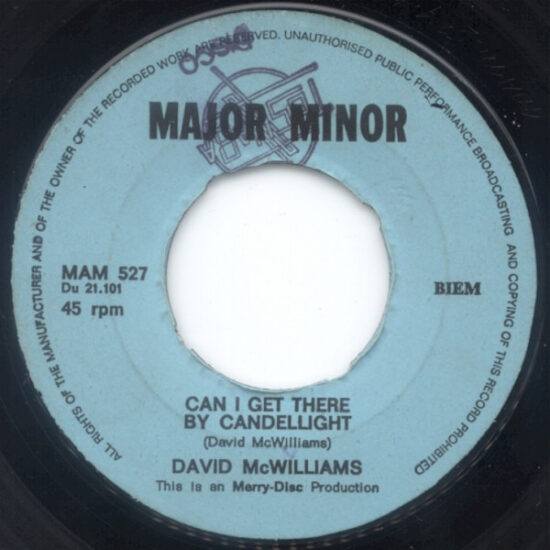 ALL RIGHTS OF THE MANUFACTURER AND OF THE OWNER OF THE RECORDED WORK ARE RESERVED. UNAUTHORISED PUBLIC PERFORMANCE BROADCASTING AND COPYING OF THIS RECORD PROHIBITED
MAJOR MINOR
MAM 527
Du 21.101
45 rpm
BIEM
CAN I GET THERE
BY CANDELLIGHT
(David McWilliams)
DAVID McWILLIAMS
This is an Merry-Disc Production